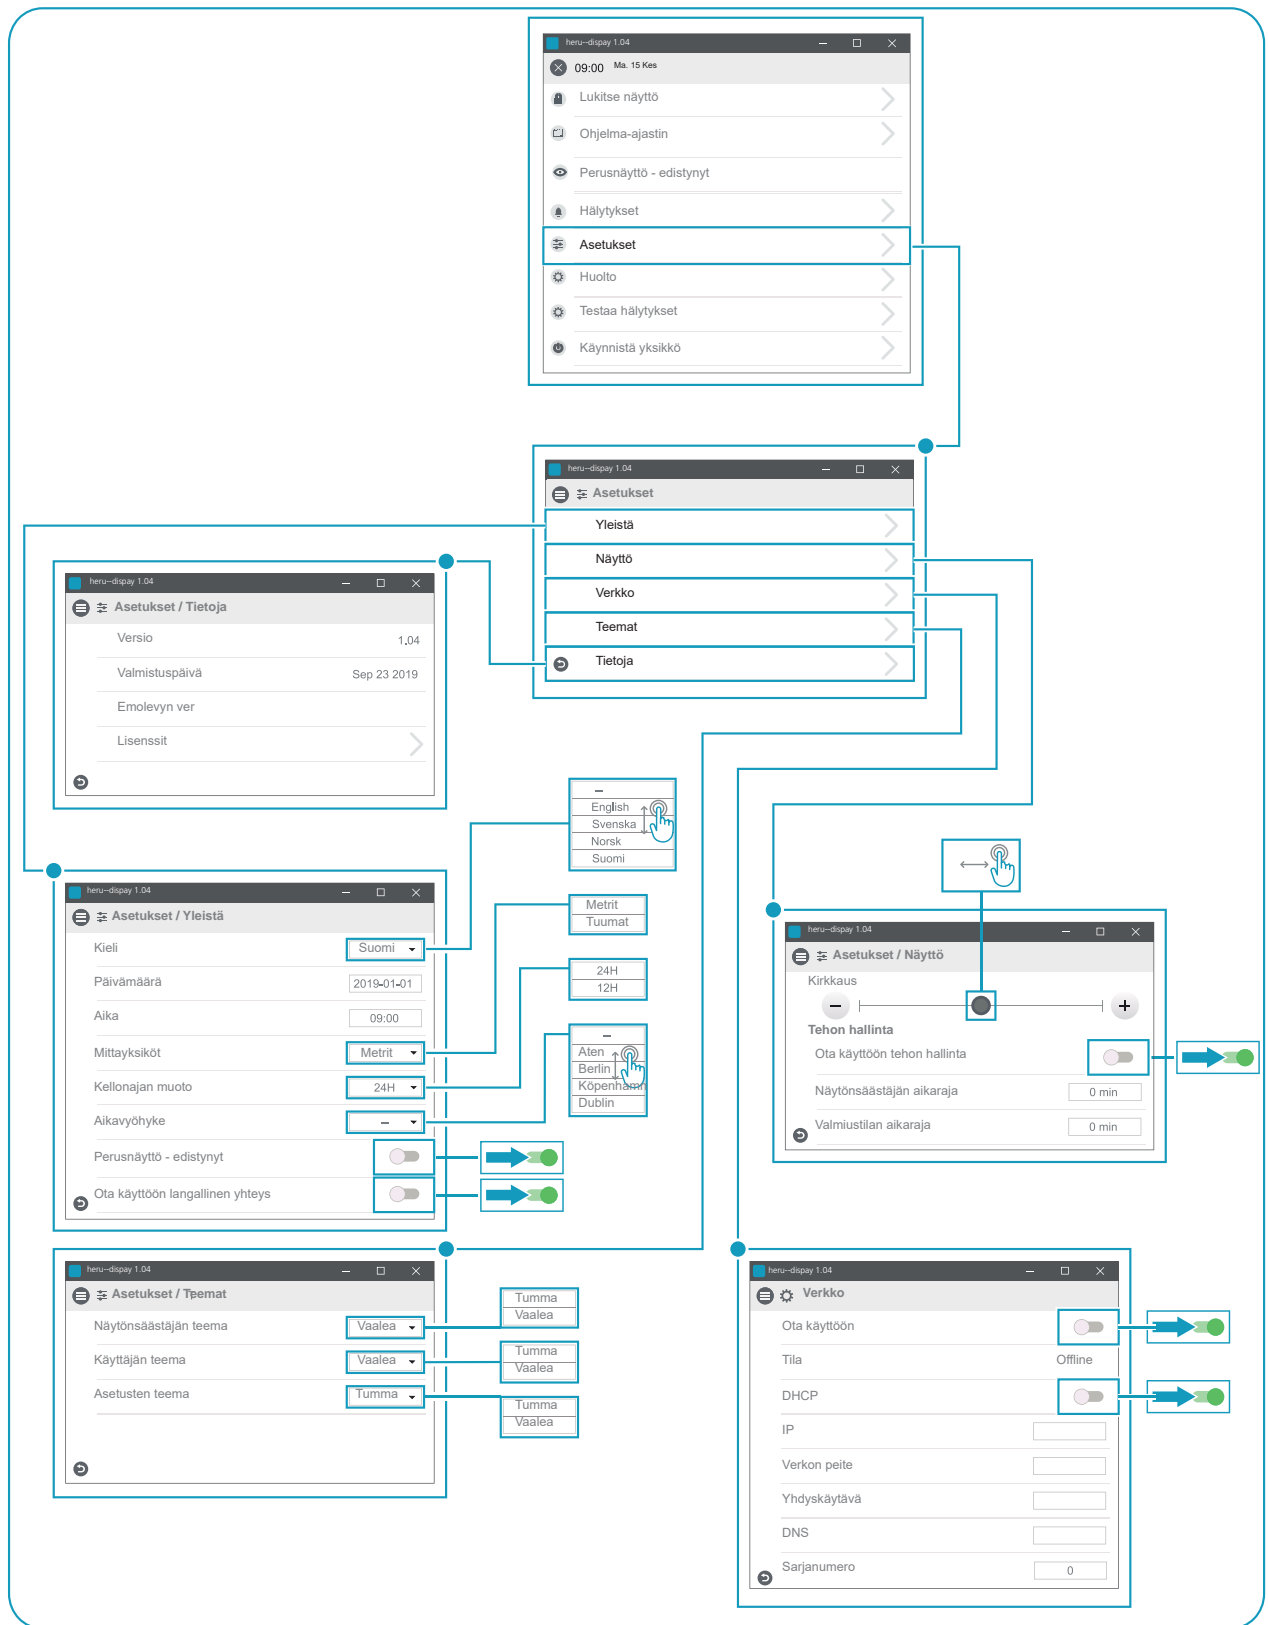 heru--dispay 1.04
09:00 Ma. 15 Kes
Lukitse näyttö
Ohjelma-ajastin
Perusnäyttö - edistynyt
Hälytykset
Asetukset
Huolto
Testaa hälytykset
Käynnistä yksikkö
heru--dispay 1.04
Asetukset
Yleistä
Näyttö
Verkko
Teemat
Tietoja
heru--dispay 1.04
Asetukset / Tietoja
Versio 1.04
Valmistuspäivä Sep 23 2019
Emolevyn ver
Lisenssit
–
English
Svenska
Norsk
Suomi
heru--dispay 1.04
Asetukset / Yleistä
Kieli Suomi
Päivämäärä 2019-01-01
Aika 09:00
Mittayksiköt Metrit
Kellonajan muoto 24H
Aikavyöhyke –
Perusnäyttö - edistynyt
Ota käyttöön langallinen yhteys
Metrit
Tuumat
24H
12H
–
Aten
Berlin
Köpenhamn
Dublin
heru--dispay 1.04
Asetukset / Näyttö
Kirkkaus
– +
Tehon hallinta
Ota käyttöön tehon hallinta
Näytönsäästäjän aikaraja 0 min
Valmiustilan aikaraja 0 min
heru--dispay 1.04
Asetukset / Teemat
Näytönsäästäjän teema Vaalea
Käyttäjän teema Vaalea
Asetusten teema Tumma
Tumma
Vaalea
Tumma
Vaalea
Tumma
Vaalea
heru--dispay 1.04
Verkko
Ota käyttöön
Tila Offline
DHCP
IP
Verkon peite
Yhdyskäytävä
DNS
Sarjanumero 0